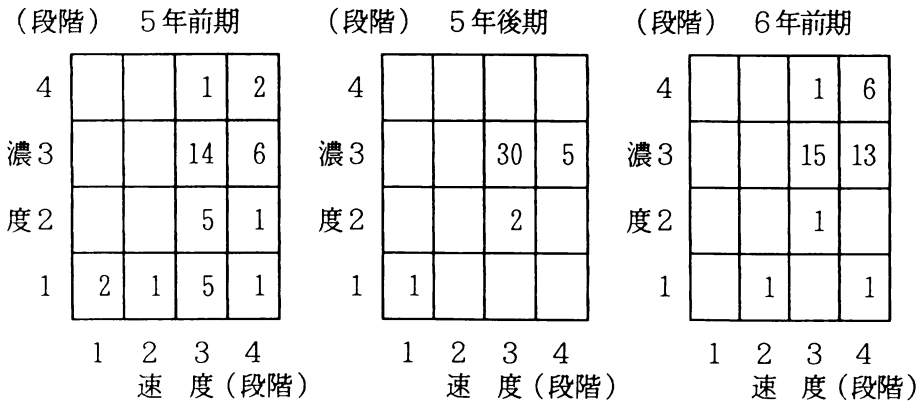 (段階) 5年前期 (段階) 5年後期 (段階) 6年前期
4 1 2 4 4 1 6
濃3 14 6 濃3 30 5 濃3 15 13
度2 5 1 度2 2 度2 1
1 2 1 5 1 1 1 1 1 1
1 2 3 4 1 2 3 4 1 2 3 4
速 度(段階) 速 度(段階) 速 度(段階)